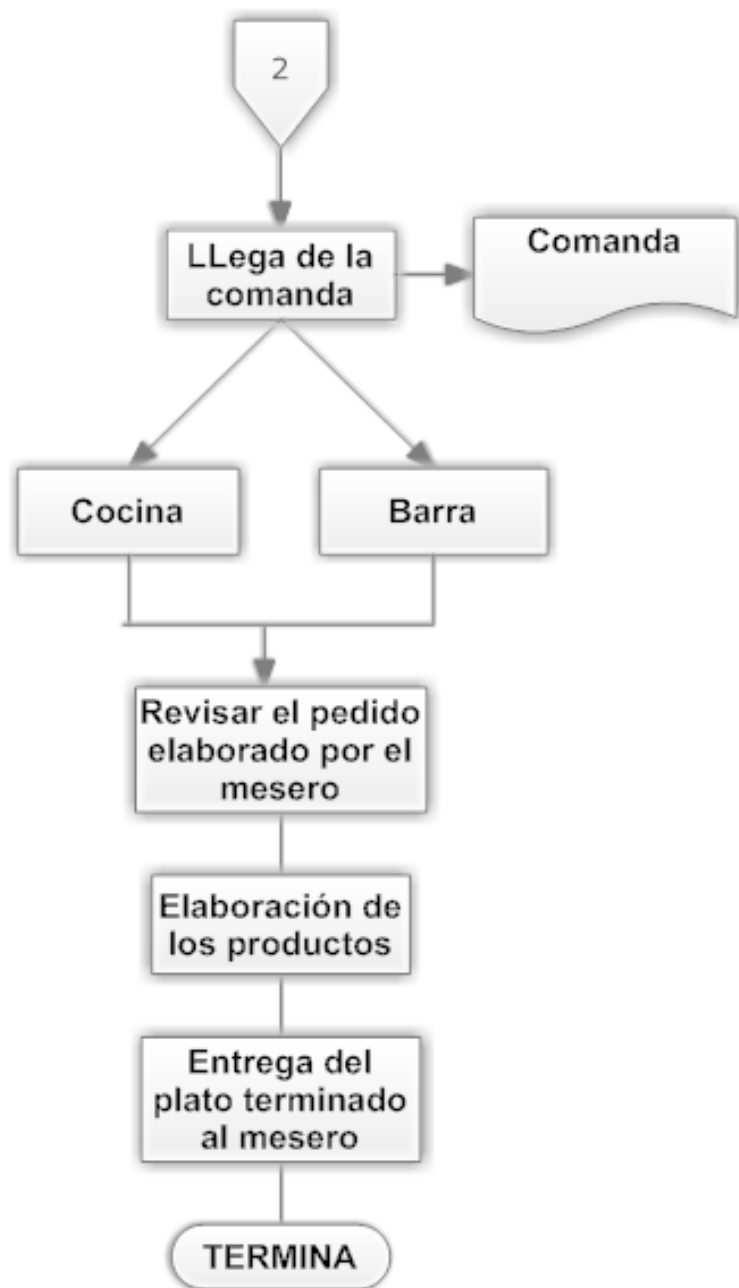 2
LLega de la
comanda
Comanda
Cocina
Barra
Revisar el pedido
elaborado por el
mesero
Elaboración de
los productos
Entrega del
plato terminado
al mesero
TERMINA